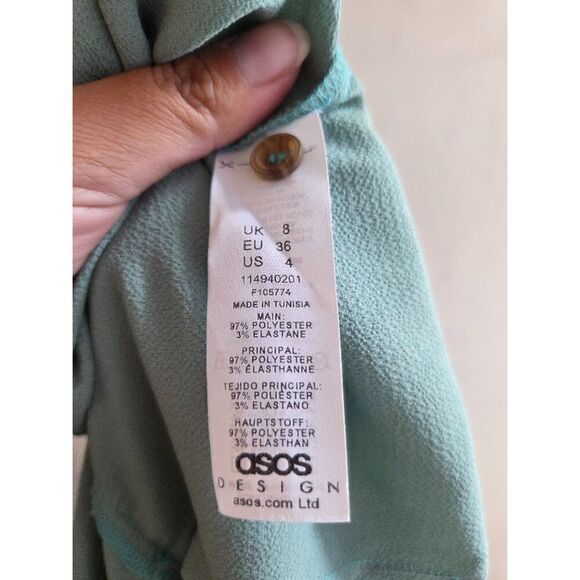 UK 8
EU 36
US 4
114940201
F105774
MADE IN TUNISIA
MAIN:
97% POLYESTER
3% ELASTANE
PRINCIPAL:
97% POLYESTER
3% ÉLASTHANNE
TEJIDO PRINCIPAL:
97% POLIÉSTER
3% ELASTANO
HAUPTSTOFF:
97% POLYESTER
3% ELASTHAN
asos
DESIGN
asos.com Ltd